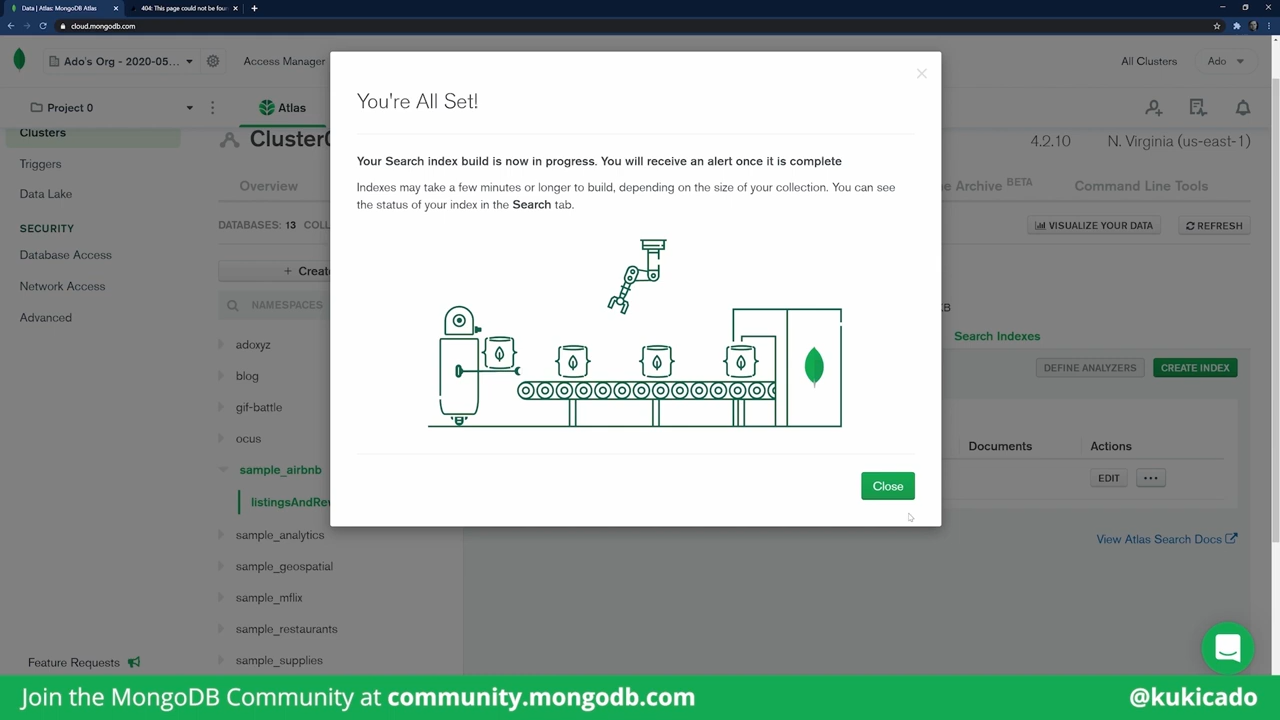 Data | Atlas: MongoDB Atlas
404: This page could not be four
cloud.mongodb.com
Ado's Org - 2020-05...
Access Manager
All Clusters
Ado
Project 0
Atlas
Clusters
Triggers
Data Lake
SECURITY
Database Access
Network Access
Advanced
Feature Requests
4.2.10
N. Virginia (us-east-1)
Overview
Archive BETA
Command Line Tools
DATABASES: 13
VISUALIZE YOUR DATA
REFRESH
NAMESPACES
adoxyz
blog
gif-battle
ocus
sample_airbnb
sample_analytics
sample_geospatial
sample_mflix
sample_restaurants
sample_supplies
You're All Set!
Your Search index build is now in progress. You will receive an alert once it is complete
Indexes may take a few minutes or longer to build, depending on the size of your collection. You can see
the status of your index in the Search tab.
Close
Search Indexes
DEFINE ANALYZERS
CREATE INDEX
Documents
Actions
EDIT
View Atlas Search Docs
Join the MongoDB Community at community.mongodb.com
@kukicado